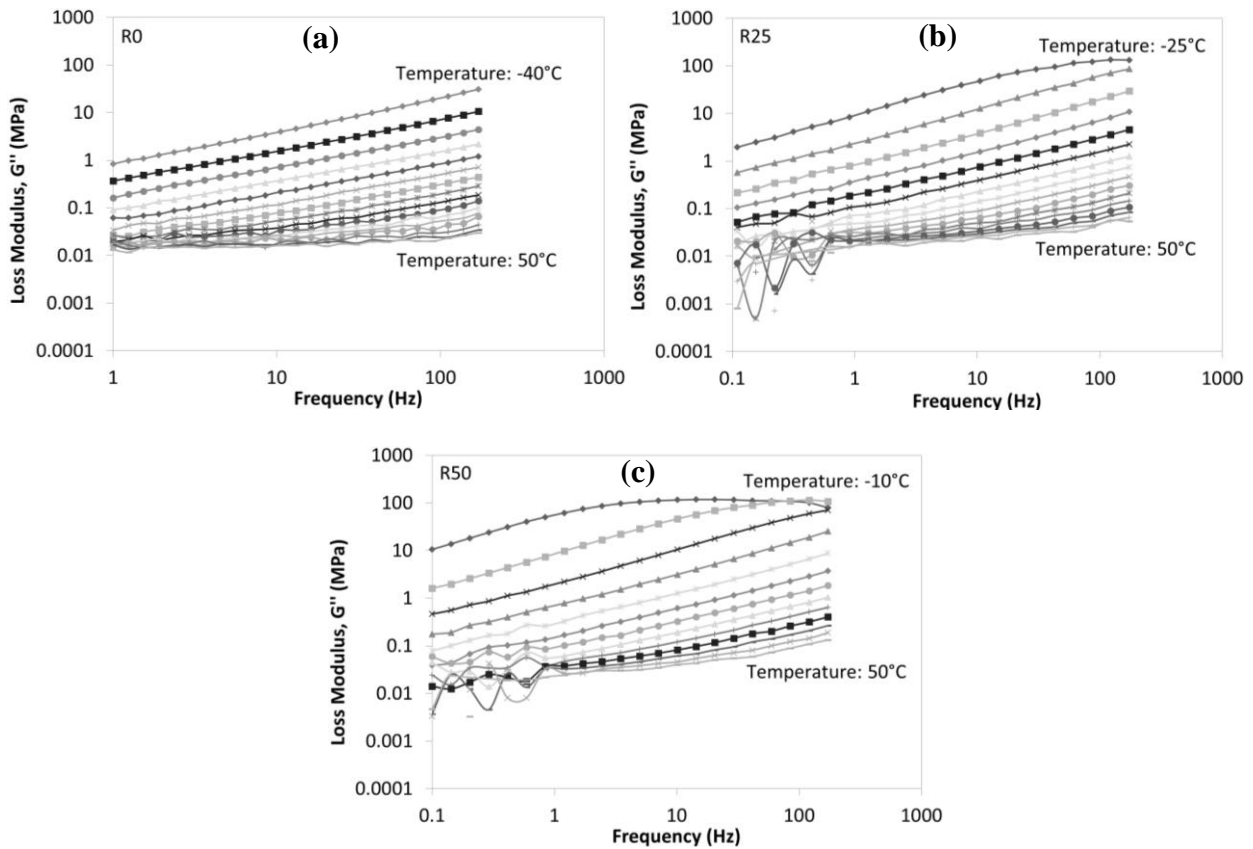 R0
(a)
Temperature: -40°C
Temperature: 50°C
Loss Modulus, G'' (MPa)
1000
100
10
1
0.1
0.01
0.001
0.0001
1
10
100
1000
Frequency (Hz)
R25
(b)
Temperature: -25°C
Temperature: 50°C
Loss Modulus, G'' (MPa)
1000
100
10
1
0.1
0.01
0.001
0.0001
0.1
1
10
100
1000
Frequency (Hz)
R50
(c)
Temperature: -10°C
Temperature: 50°C
Loss Modulus, G'' (MPa)
1000
100
10
1
0.1
0.01
0.001
0.0001
0.1
1
10
100
1000
Frequency (Hz)